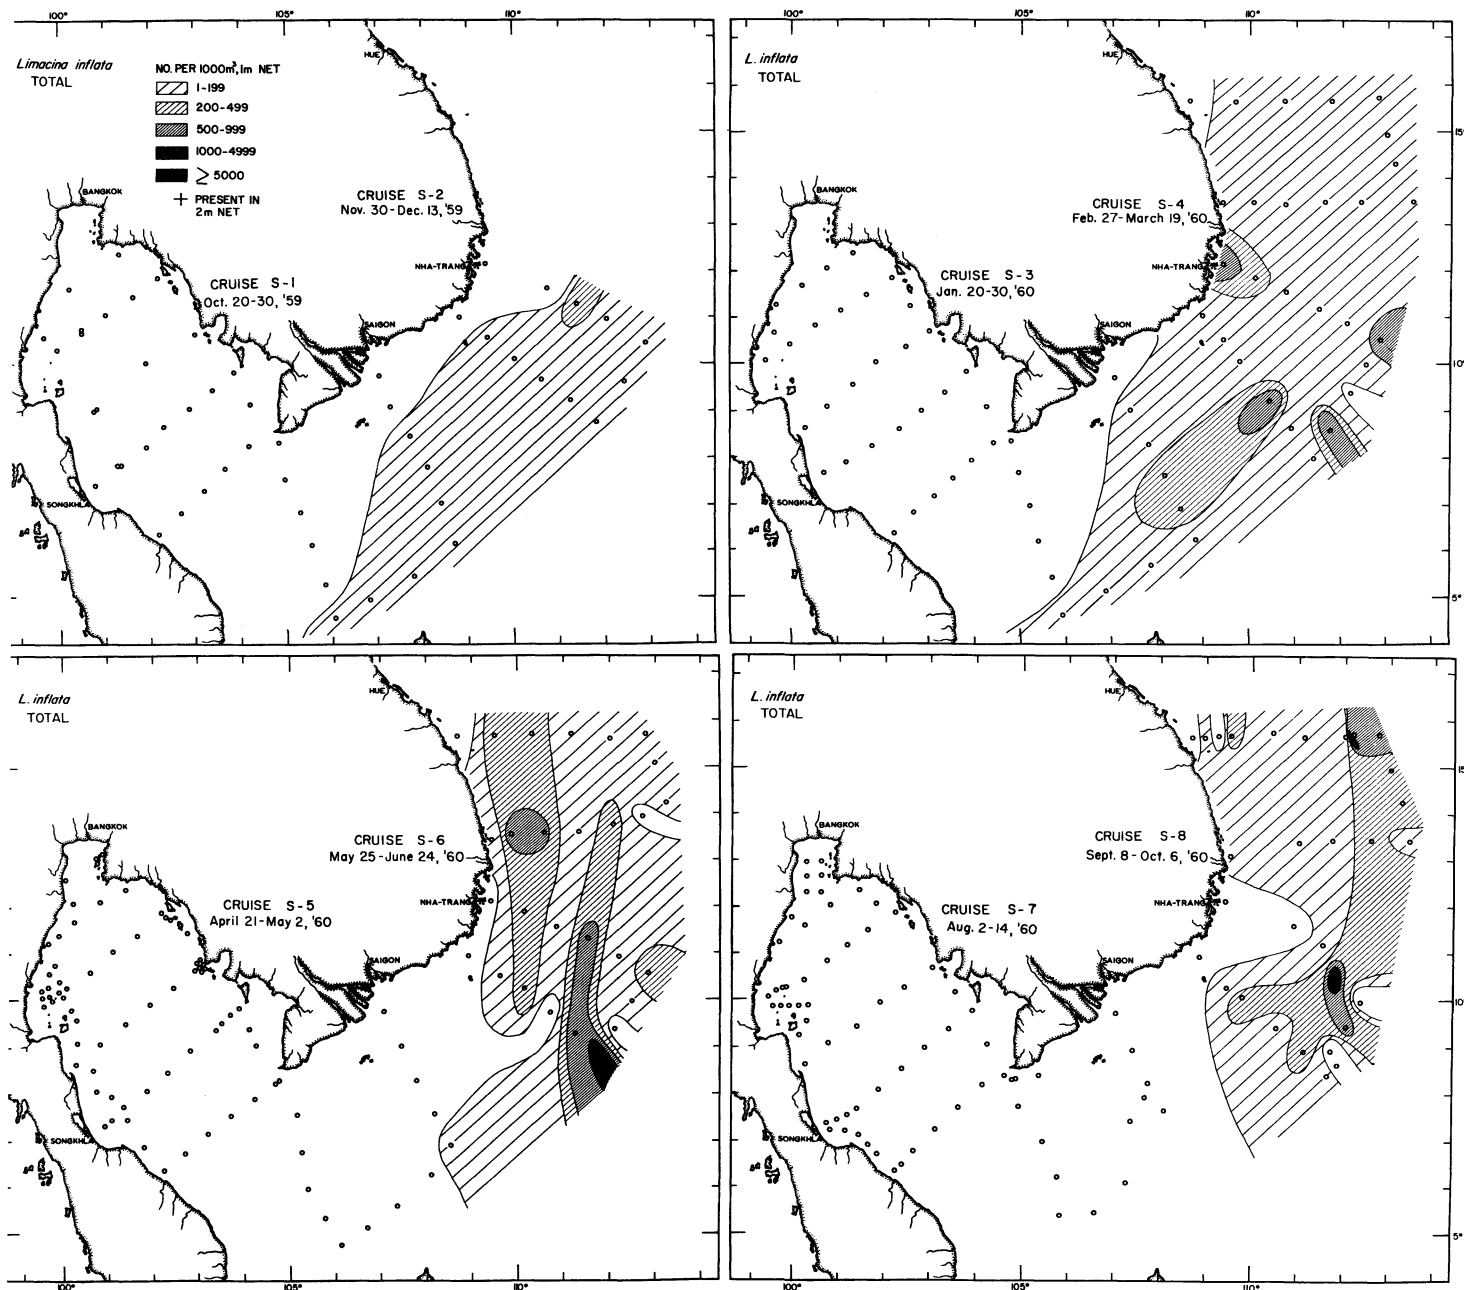 100°
105°
110°
Limacina inflata
TOTAL
NO. PER 1000m³, 1m NET
1-199
200-499
500-999
1000-4999
≥ 5000
+ PRESENT IN
2m NET
HUE
BANGKOK
CRUISE S-2
Nov. 30-Dec. 13, '59
NHA-TRANG
CRUISE S-1
Oct. 20-30, '59
SAIGON
SONGKHLA
100°
105°
110°
L. inflata
TOTAL
HUE
15°
BANGKOK
CRUISE S-4
Feb. 27-March 19, '60
NHA-TRANG
CRUISE S-3
Jan. 20-30, '60
SAIGON
10°
SONGKHLA
5°
L. inflata
TOTAL
HUE
BANGKOK
CRUISE S-6
May 25-June 24, '60
NHA-TRANG
CRUISE S-5
April 21-May 2, '60
SAIGON
SONGKHLA
100°
105°
110°
L. inflata
TOTAL
HUE
15°
BANGKOK
CRUISE S-8
Sept. 8-Oct. 6, '60
NHA-TRANG
CRUISE S-7
Aug. 2-14, '60
SAIGON
10°
SONGKHLA
5°
100°
105°
110°